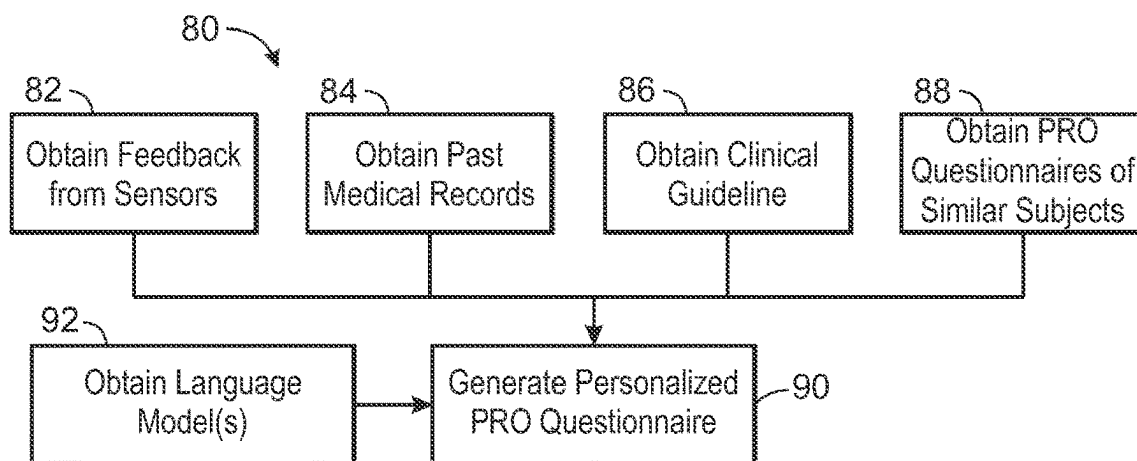 80
82
84
86
88
Obtain Feedback
from Sensors
Obtain Past
Medical Records
Obtain Clinical
Guideline
Obtain PRO
Questionnaires of
Similar Subjects
92
Obtain Language
Model(s)
Generate Personalized
PRO Questionnaire
90